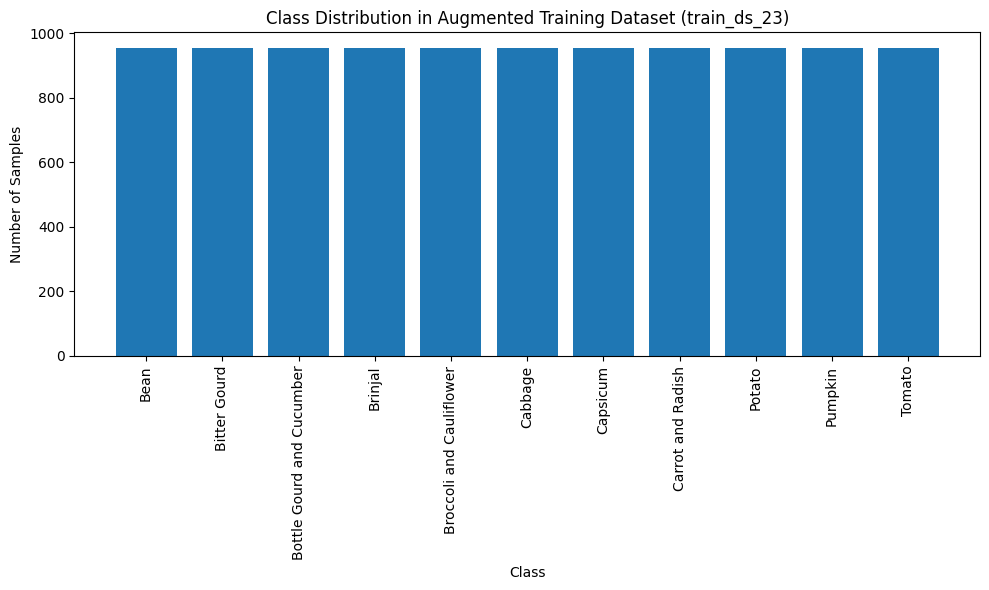 Class Distribution in Augmented Training Dataset (train_ds_23)
Number of Samples
1000
800
600
400
200
0
Bean
Bitter Gourd
Bottle Gourd and Cucumber
Brinjal
Broccoli and Cauliflower
Cabbage
Capsicum
Carrot and Radish
Potato
Pumpkin
Tomato
Class